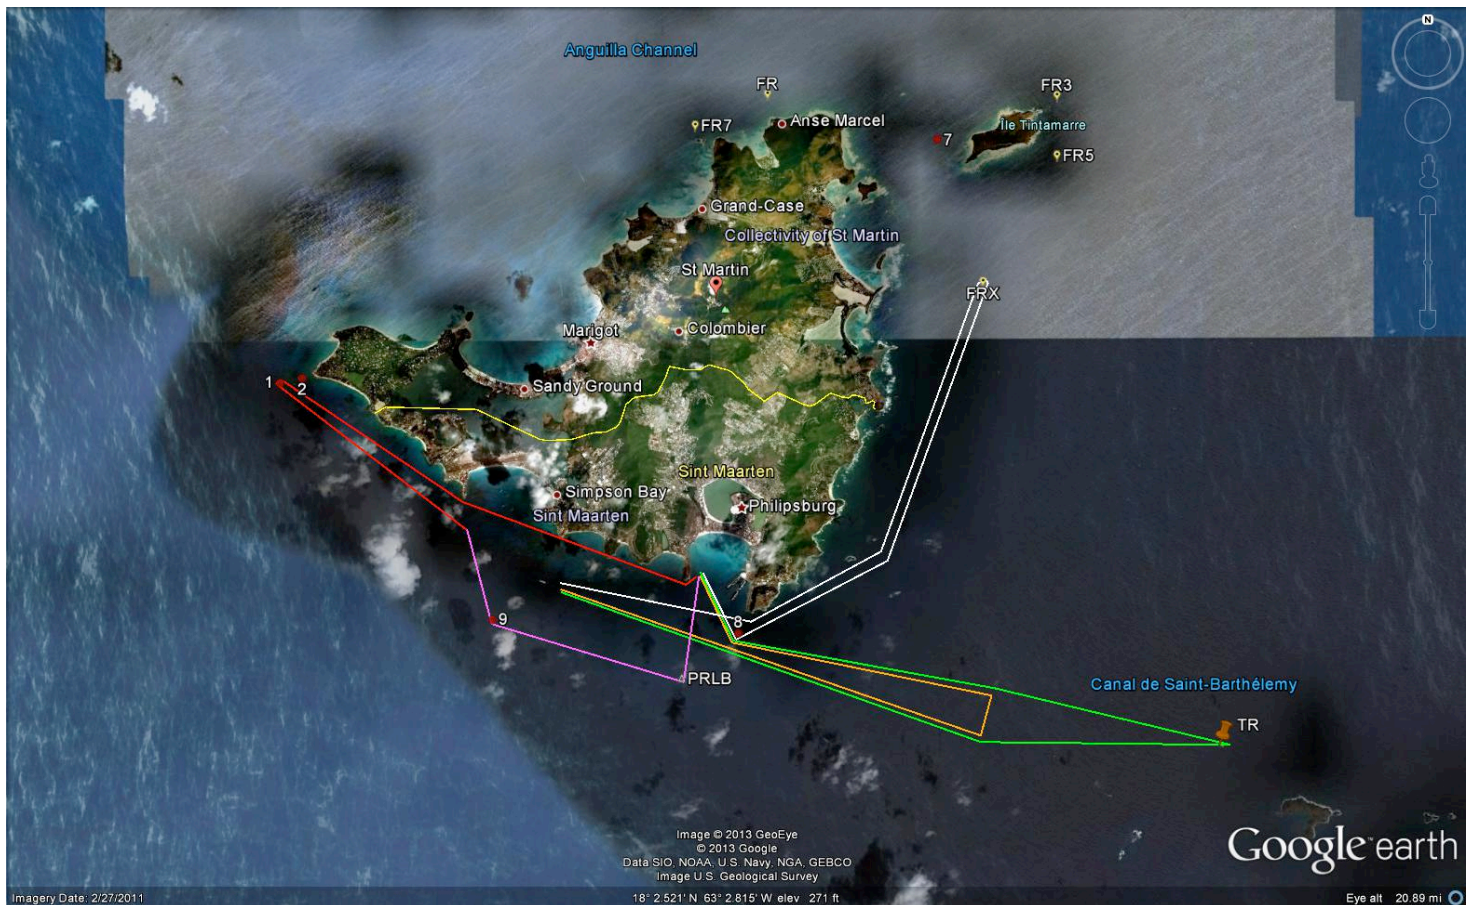 N
Anguilla Channel
FR
FR3
FR7
Anse Marcel
Île Tintamarre
7
FR5
Grand-Case
Collectivity of St Martin
St Martin
FRX
Marigot
Colombier
1
2
Sandy Ground
Sint Maarten
Simpson Bay
Philipsburg
Sint Maarten
9
8
PRLB
Canal de Saint-Barthélemy
TR
Image © 2013 GeoEye
© 2013 Google
Data SIO, NOAA, U.S. Navy, NGA, GEBCO
Image U.S. Geological Survey
Google earth
Imagery Date: 2/27/2011
18° 2.521' N 63° 2.815' W elev 271 ft
Eye alt 20.89 mi